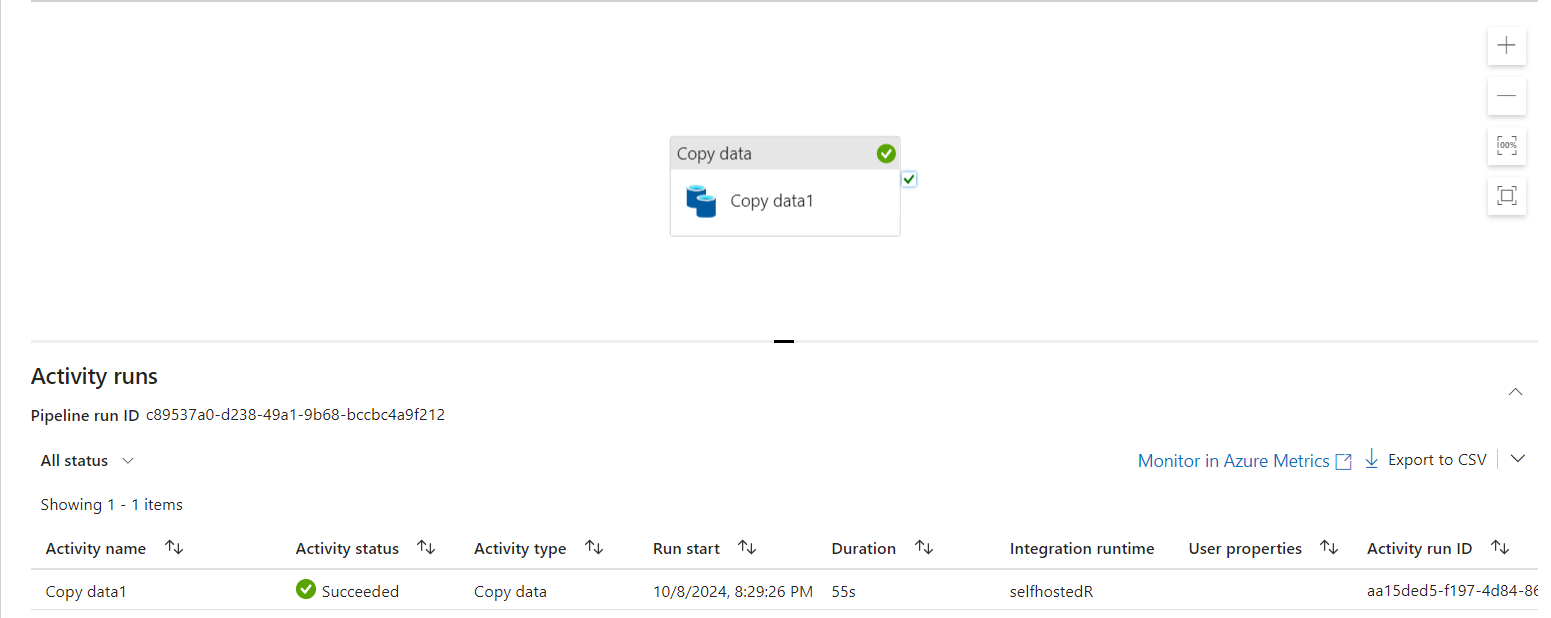 100%
Copy data
Copy data1
Activity runs
Pipeline run ID c89537a0-d238-49a1-9b68-bccbc4a9f212
All status
Monitor in Azure Metrics Export to CSV
Showing 1 - 1 items
Activity name Activity status Activity type Run start Duration Integration runtime User properties Activity run ID
Copy data1 Succeeded Copy data 10/8/2024, 8:29:26 PM 55s selfhostedR aa15ded5-f197-4d84-86